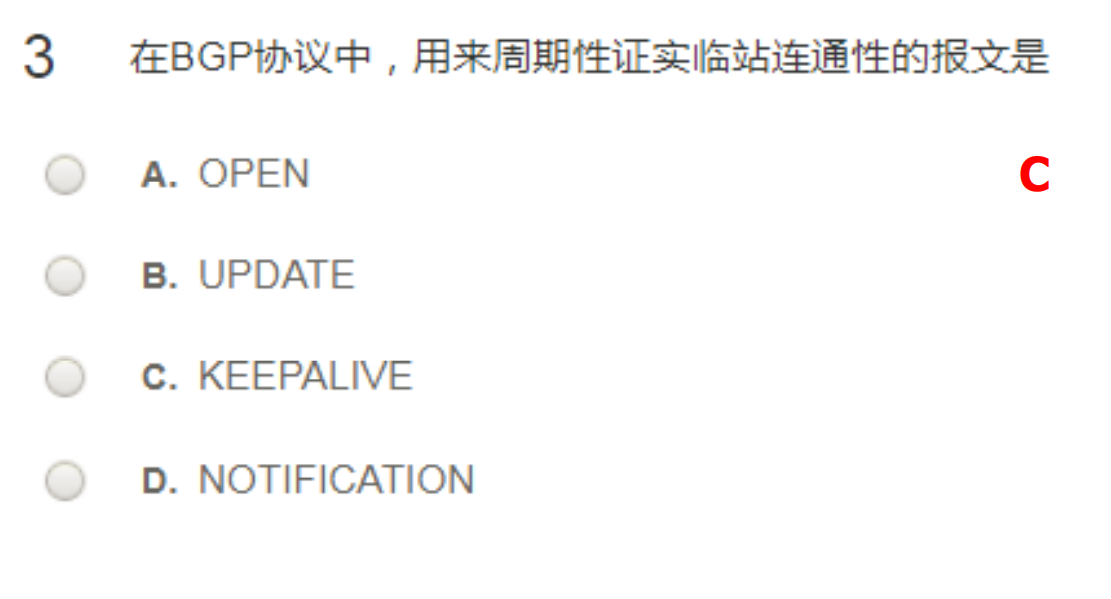 3 在BGP协议中，用来周期性证实临站连通性的报文是
A. OPEN
C
B. UPDATE
C. KEEPALIVE
D. NOTIFICATION